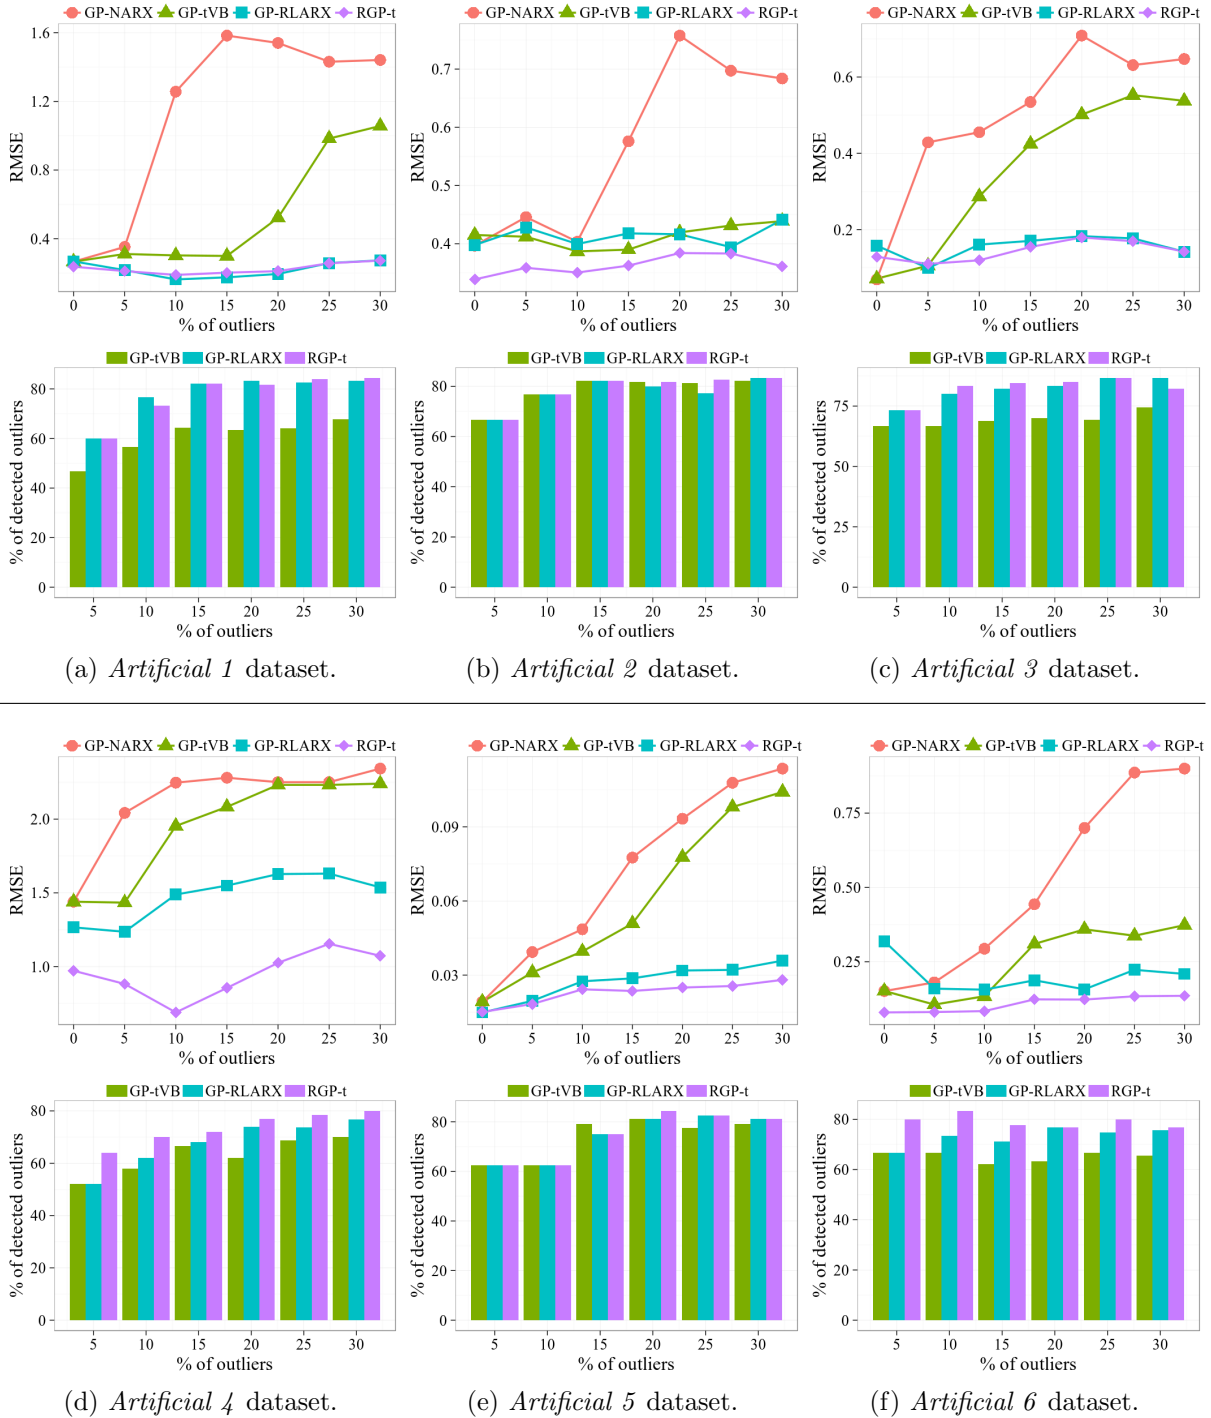 GP-NARX GP-tVB GP-RLARX RGP-t
1.6
1.2
0.8
0.4
RMSE
0 5 10 15 20 25 30
% of outliers
GP-tVB GP-RLARX RGP-t
80
60
40
20
0
% of detected outliers
5 10 15 20 25 30
% of outliers
(a) Artificial 1 dataset.
GP-NARX GP-tVB GP-RLARX RGP-t
0.7
0.6
0.5
0.4
RMSE
0 5 10 15 20 25 30
% of outliers
GP-tVB GP-RLARX RGP-t
80
60
40
20
0
% of detected outliers
5 10 15 20 25 30
% of outliers
(b) Artificial 2 dataset.
GP-NARX GP-tVB GP-RLARX RGP-t
0.6
0.4
0.2
RMSE
0 5 10 15 20 25 30
% of outliers
GP-tVB GP-RLARX RGP-t
75
50
25
0
% of detected outliers
5 10 15 20 25 30
% of outliers
(c) Artificial 3 dataset.
GP-NARX GP-tVB GP-RLARX RGP-t
2.0
1.5
1.0
RMSE
0 5 10 15 20 25 30
% of outliers
GP-tVB GP-RLARX RGP-t
80
60
40
20
0
% of detected outliers
5 10 15 20 25 30
% of outliers
(d) Artificial 4 dataset.
GP-NARX GP-tVB GP-RLARX RGP-t
0.09
0.06
0.03
RMSE
0 5 10 15 20 25 30
% of outliers
GP-tVB GP-RLARX RGP-t
80
60
40
20
0
% of detected outliers
5 10 15 20 25 30
% of outliers
(e) Artificial 5 dataset.
GP-NARX GP-tVB GP-RLARX RGP-t
0.75
0.50
0.25
RMSE
0 5 10 15 20 25 30
% of outliers
GP-tVB GP-RLARX RGP-t
80
60
40
20
0
% of detected outliers
5 10 15 20 25 30
% of outliers
(f) Artificial 6 dataset.